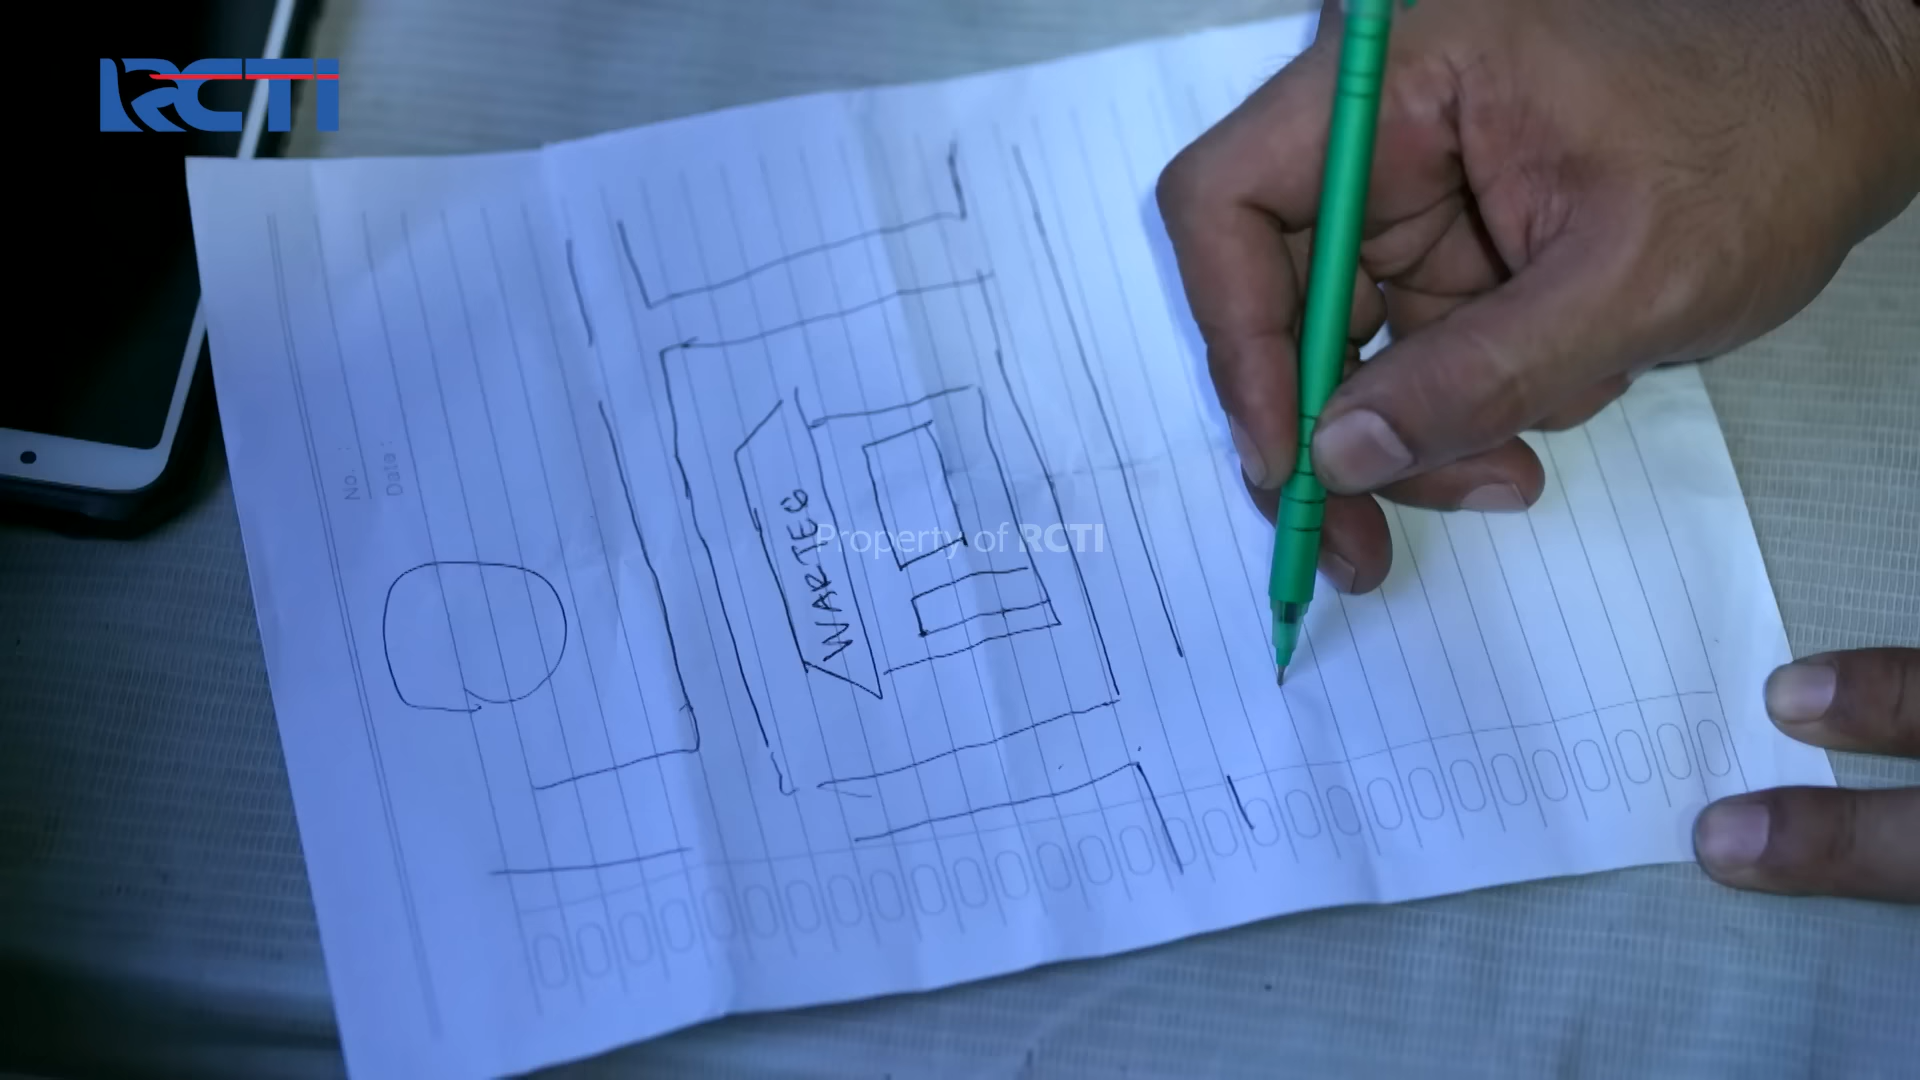 RCTI
No. :
Date :
WARTEG
Property of RCTI